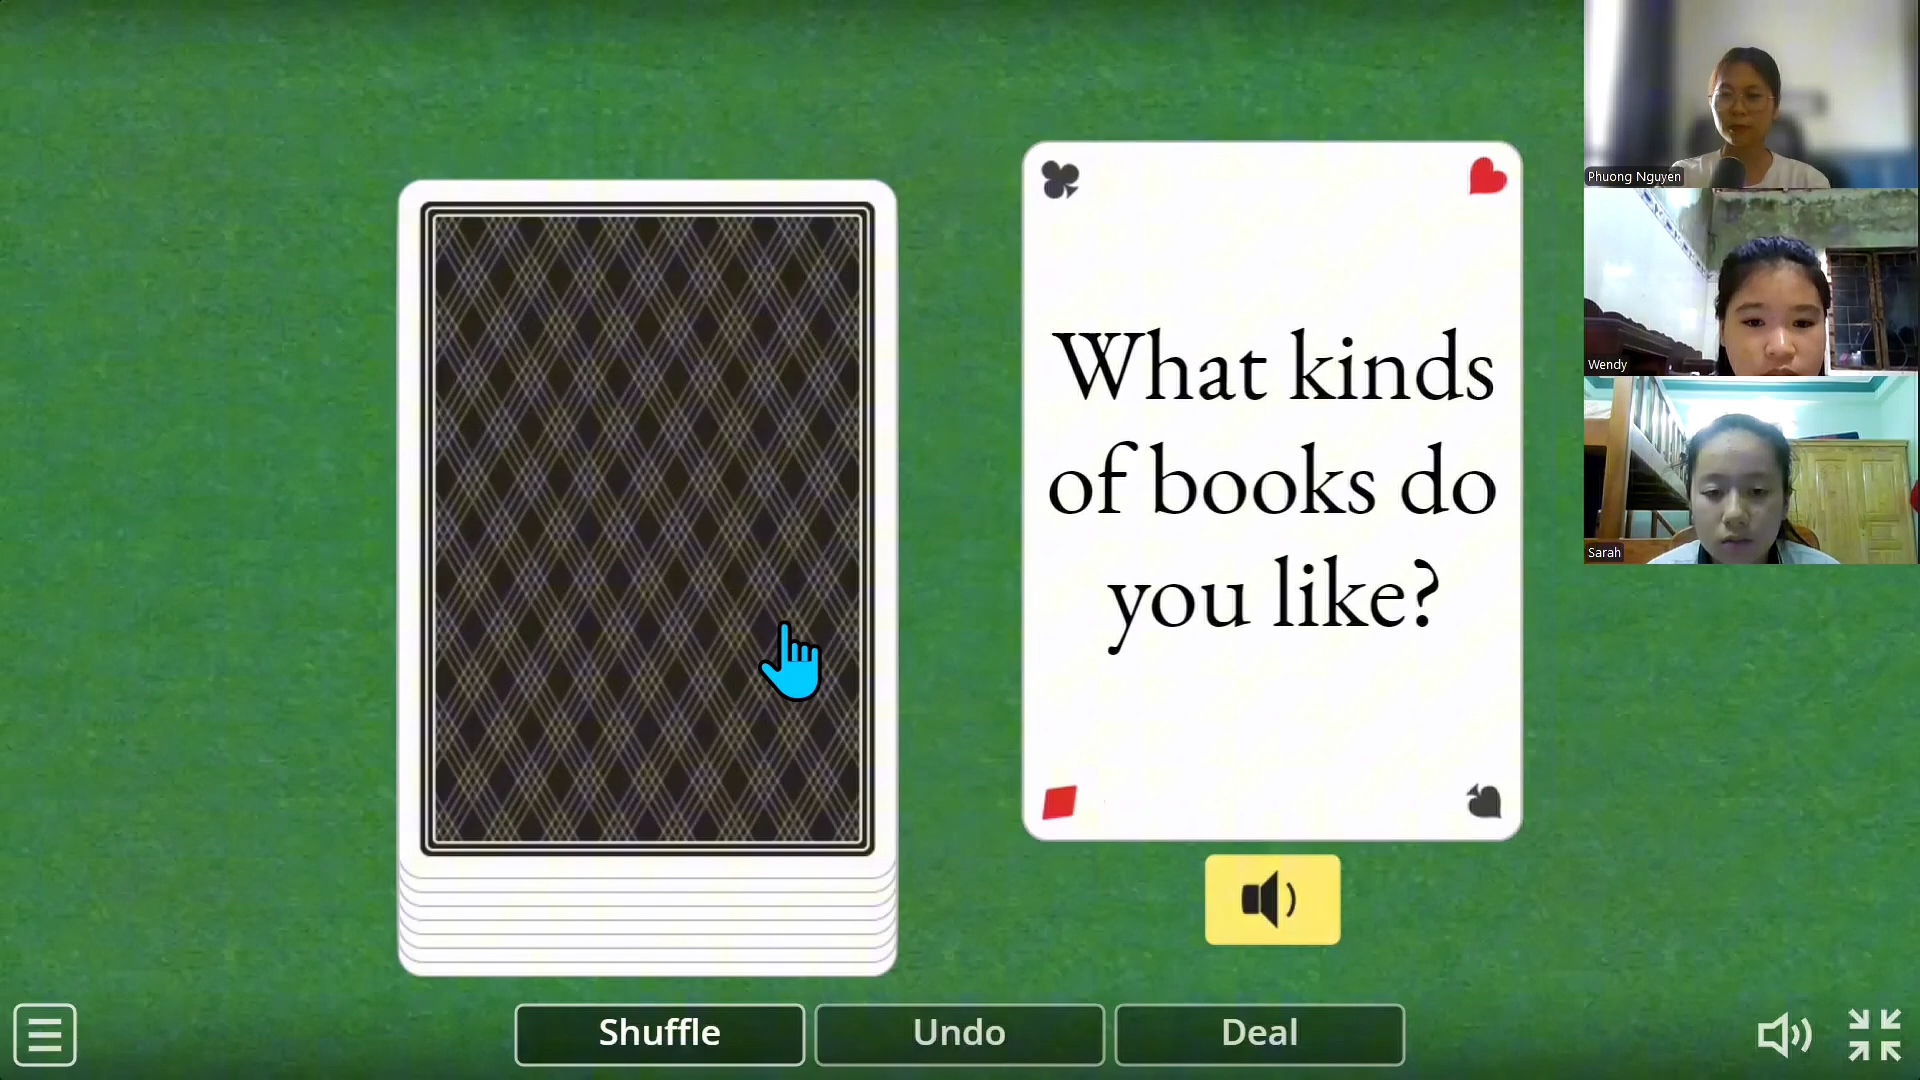 What kinds
of books do
you like?
Phuong Nguyen
Wendy
Sarah
Shuffle
Undo
Deal